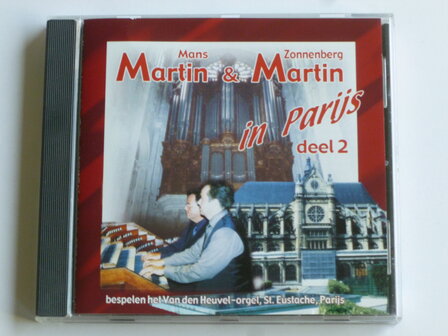 Mans Zonnenberg
Martin & Martin
in Parijs
deel 2
bespelen het Van den Heuvel-orgel, St. Eustache, Parijs